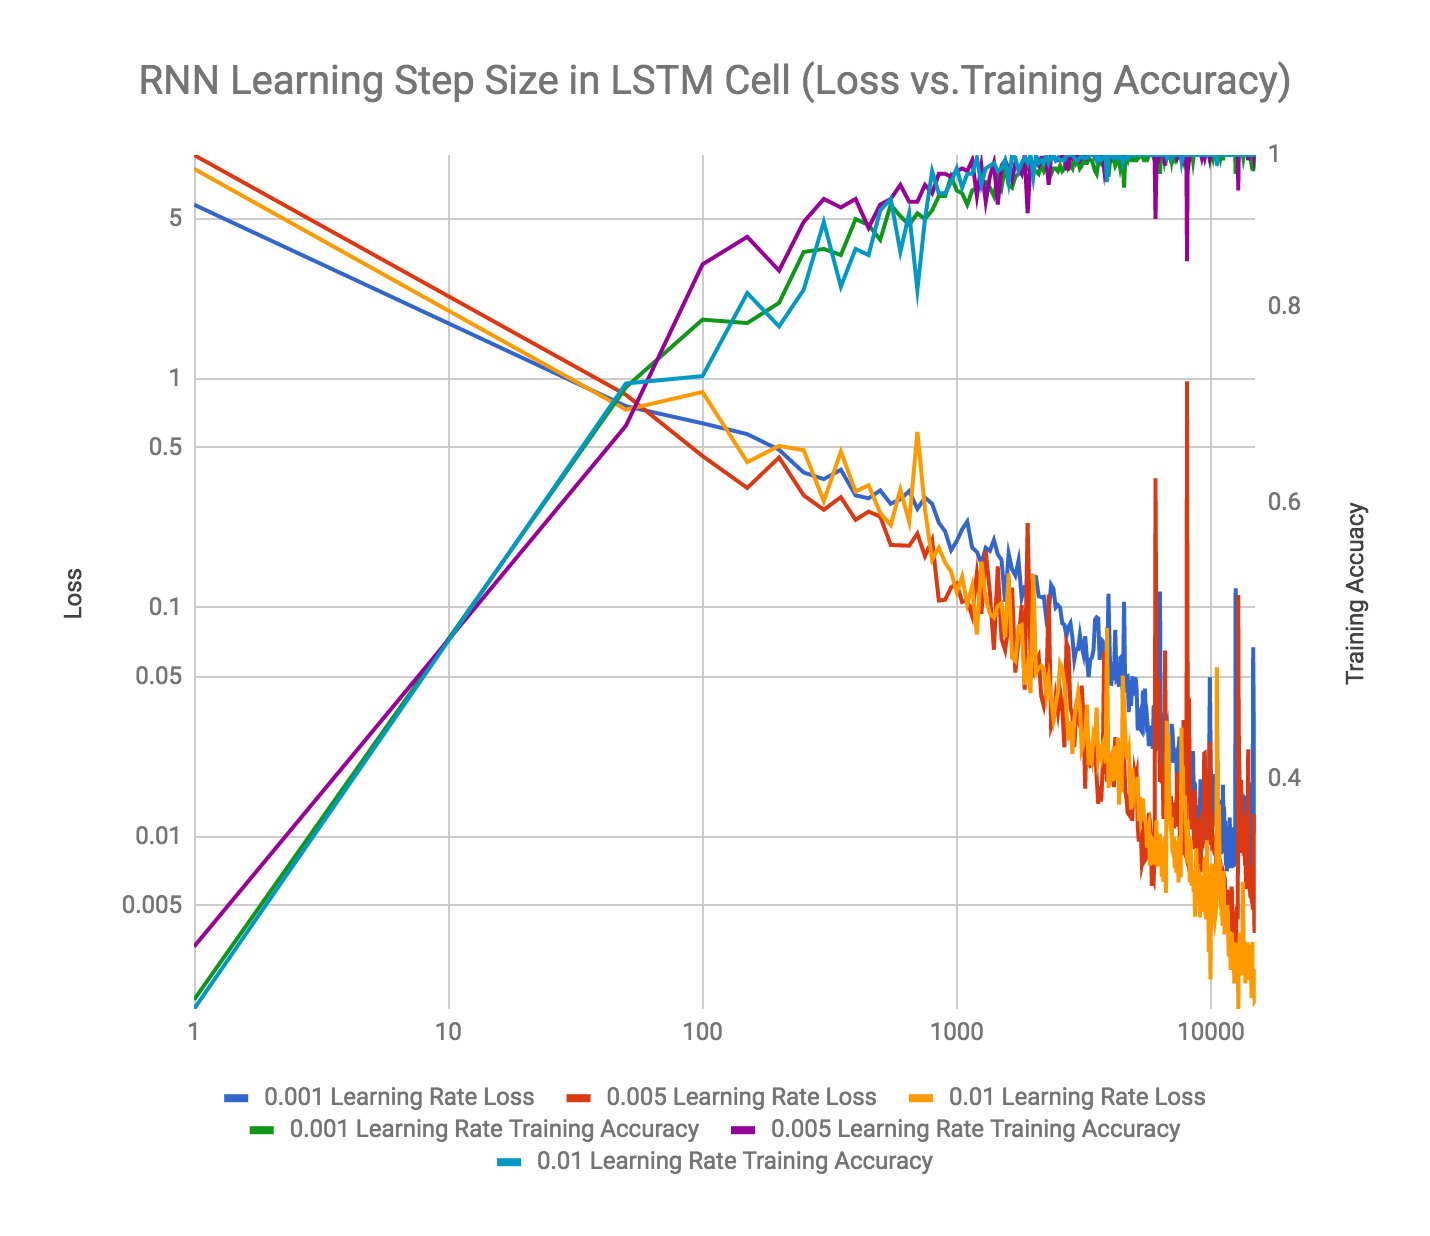 RNN Learning Step Size in LSTM Cell (Loss vs.Training Accuracy)
5
1
0.5
0.1
0.05
0.01
0.005
Loss
1
0.8
0.6
0.4
Training Accuacy
1
10
100
1000
10000
0.001 Learning Rate Loss
0.005 Learning Rate Loss
0.01 Learning Rate Loss
0.001 Learning Rate Training Accuracy
0.005 Learning Rate Training Accuracy
0.01 Learning Rate Training Accuracy